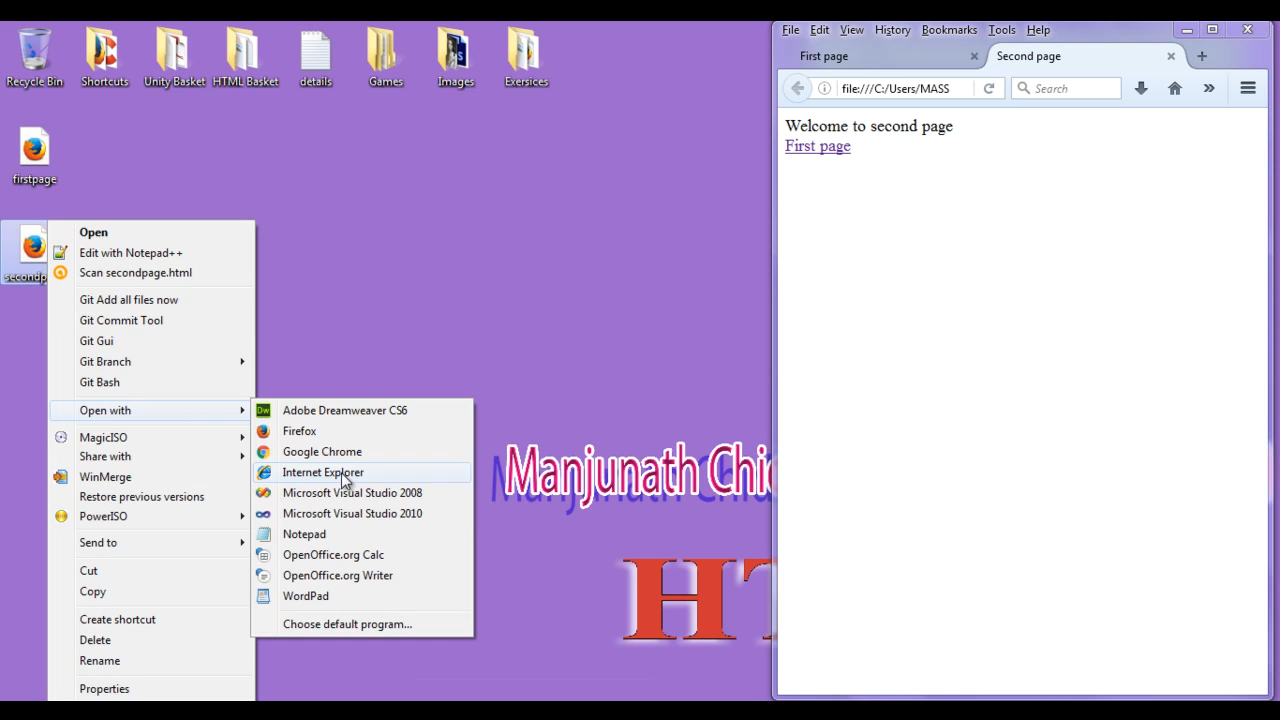 Recycle Bin
Shortcuts
Unity Basket
HTML Basket
details
Games
Images
Exersices
firstpage
Open
Edit with Notepad++
Scan secondpage.html
Git Add all files now
Git Commit Tool
Git Gui
Git Branch
Git Bash
Open with
MagicISO
Share with
WinMerge
Restore previous versions
PowerISO
Send to
Cut
Copy
Create shortcut
Delete
Rename
Properties
Adobe Dreamweaver CS6
Firefox
Google Chrome
Internet Explorer
Microsoft Visual Studio 2008
Microsoft Visual Studio 2010
Notepad
OpenOffice.org Calc
OpenOffice.org Writer
WordPad
Choose default program...
Manjunath
File Edit View History Bookmarks Tools Help
First page
Second page
file:///C:/Users/MASS
Search
Welcome to second page
First page